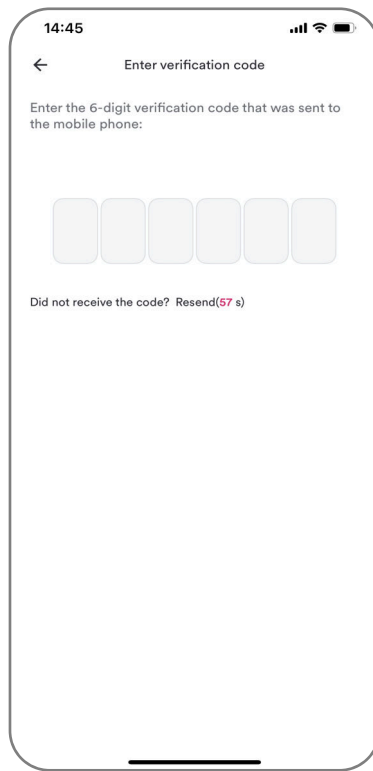 14:45
Enter verification code
Enter the 6-digit verification code that was sent to
the mobile phone:
Did not receive the code? Resend(57 s)